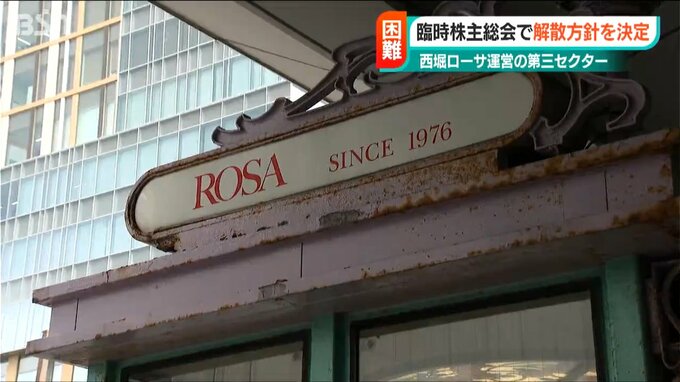 BSN
困難
臨時株主総会で解散方針を決定
西堀ローサ運営の第三セクター
ROSA SINCE 1976